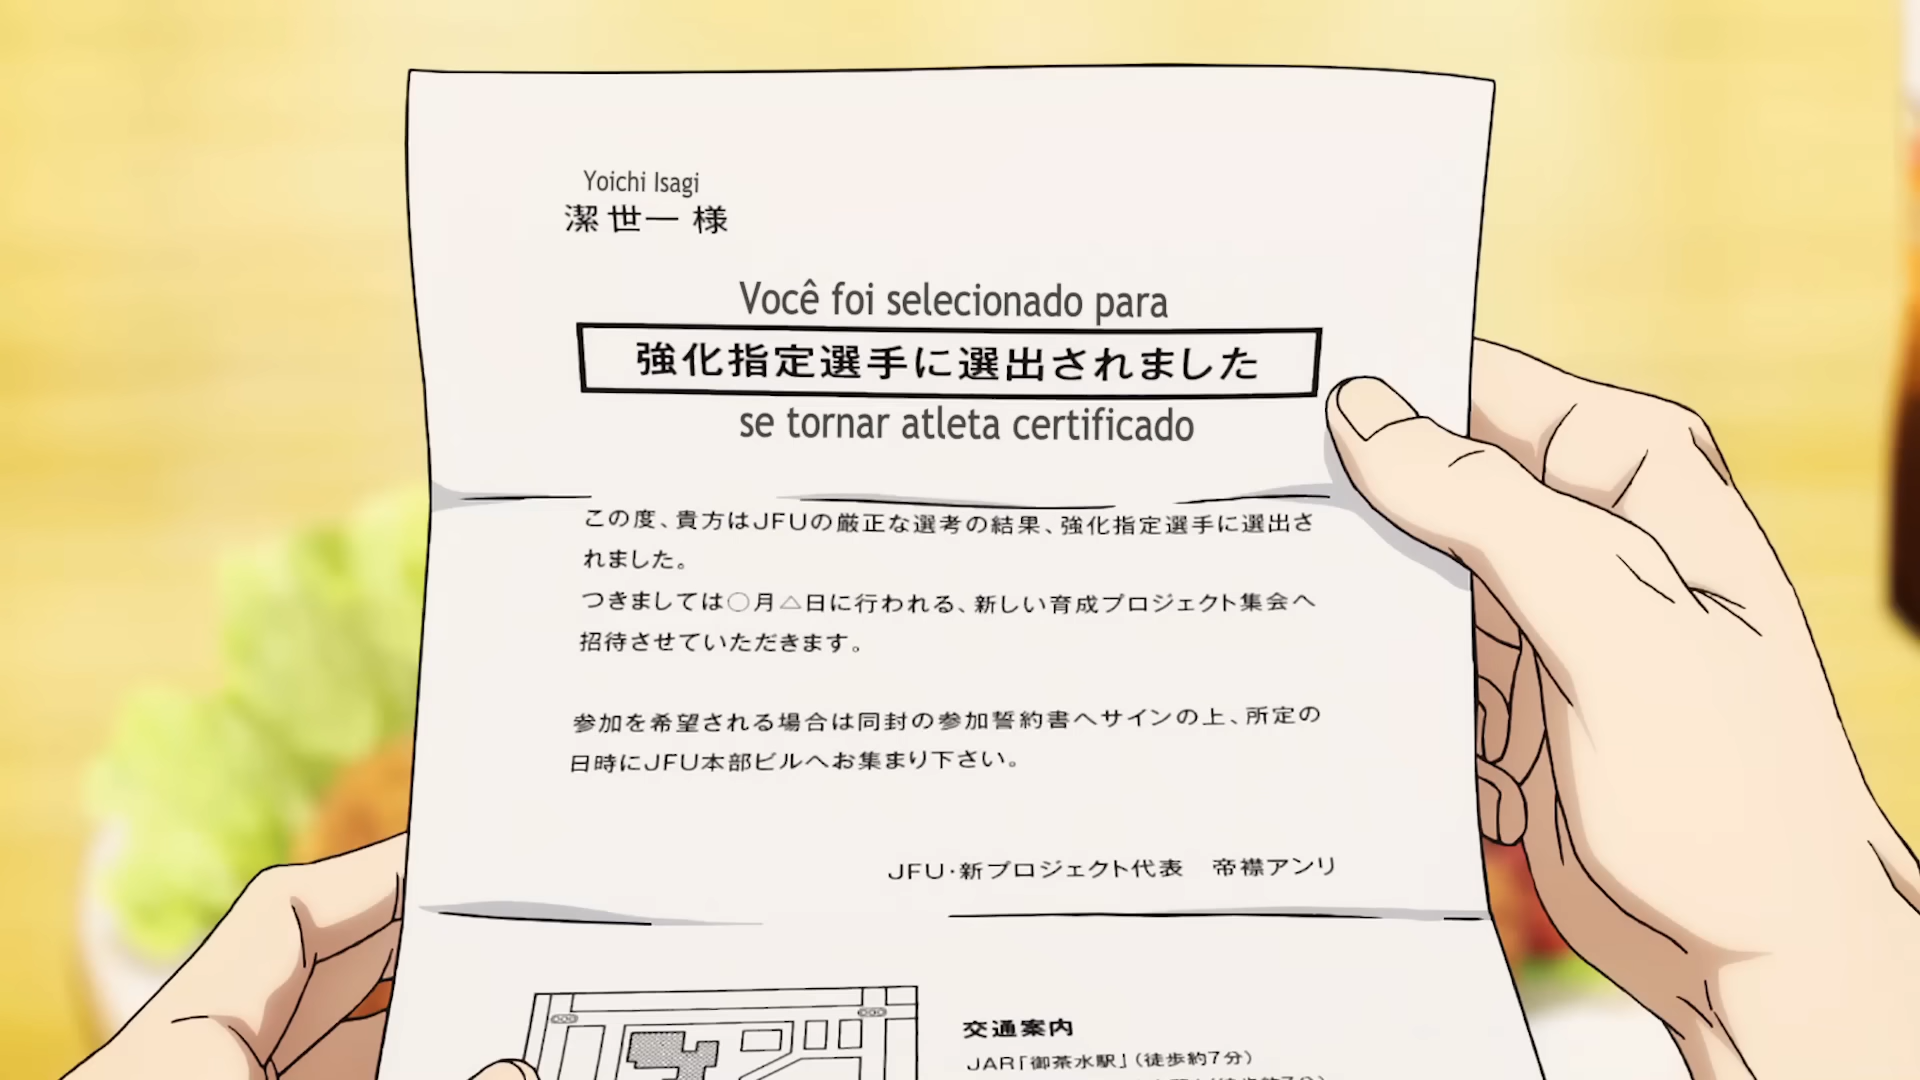 Yoichi Isagi
潔 世一 様
Você foi selecionado para
強化指定選手に選出されました
se tornar atleta certificado
この度、貴方はJFUの厳正な選考の結果、強化指定選手に選出さ
れました。
つきましては○月△日に行われる、新しい育成プロジェクト集会へ
招待させていただきます。
参加を希望される場合は同封の参加誓約書へサインの上、所定の
日時にJFU本部ビルへお集まり下さい。
JFU・新プロジェクト代表　帝襟アンリ
交通案内
JAR「御茶水駅」(徒歩約7分)